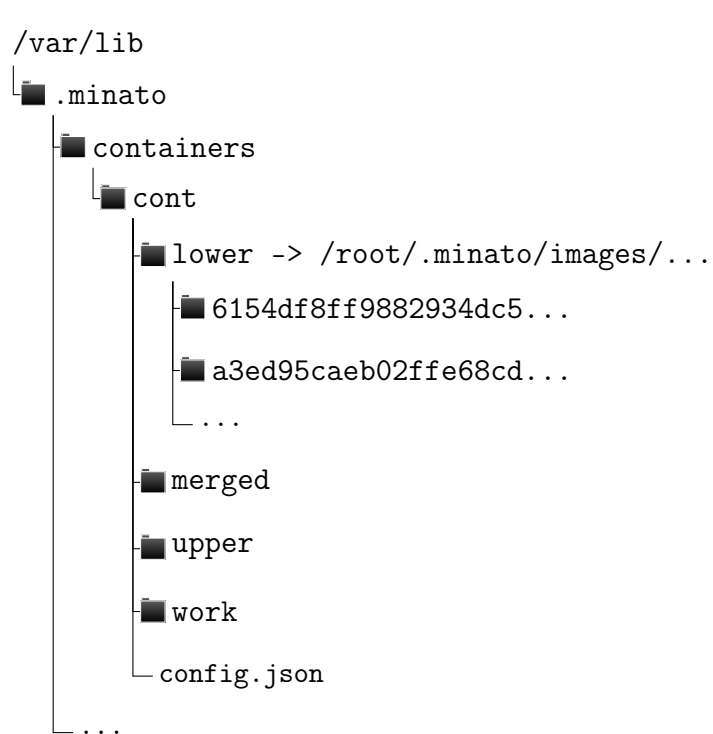 /var/lib
.minato
containers
cont
lower -> /root/.minato/images/...
6154df8ff9882934dc5...
a3ed95caeb02ffe68cd...
...
merged
upper
work
config.json
...